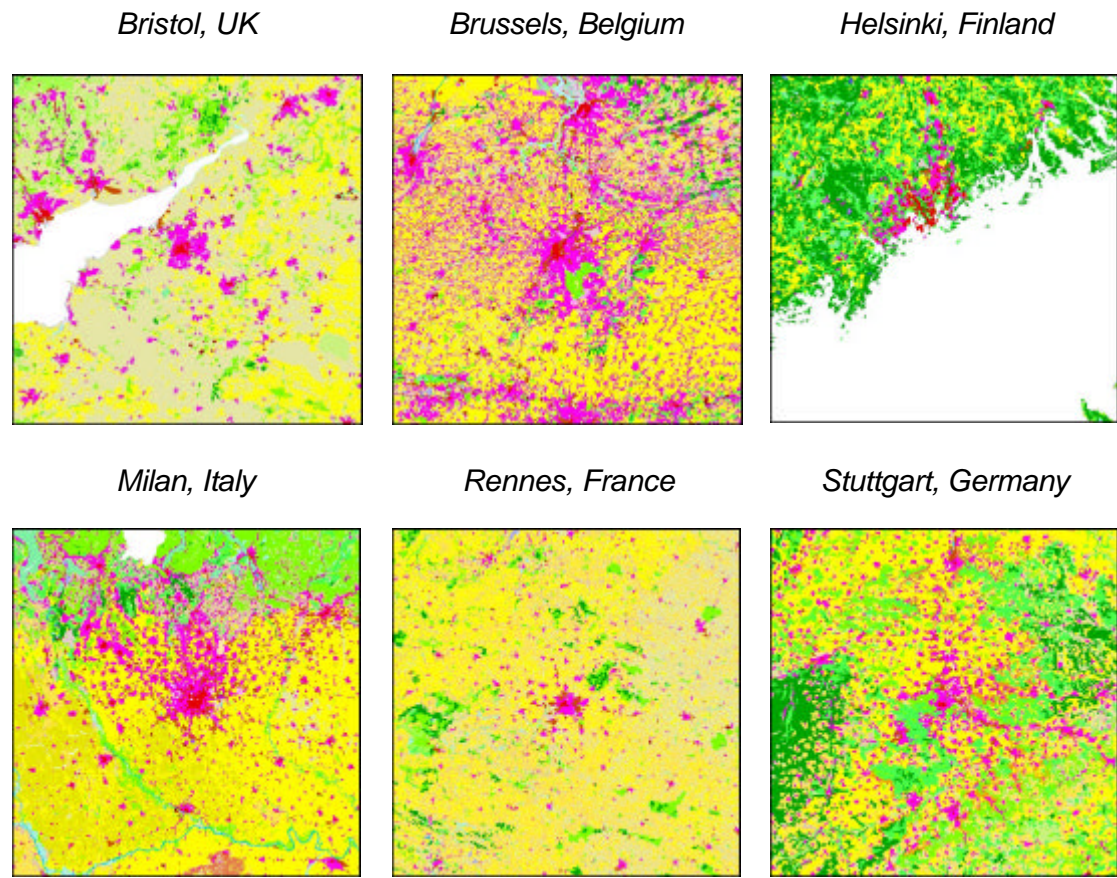 Bristol, UK
Brussels, Belgium
Helsinki, Finland
Milan, Italy
Rennes, France
Stuttgart, Germany